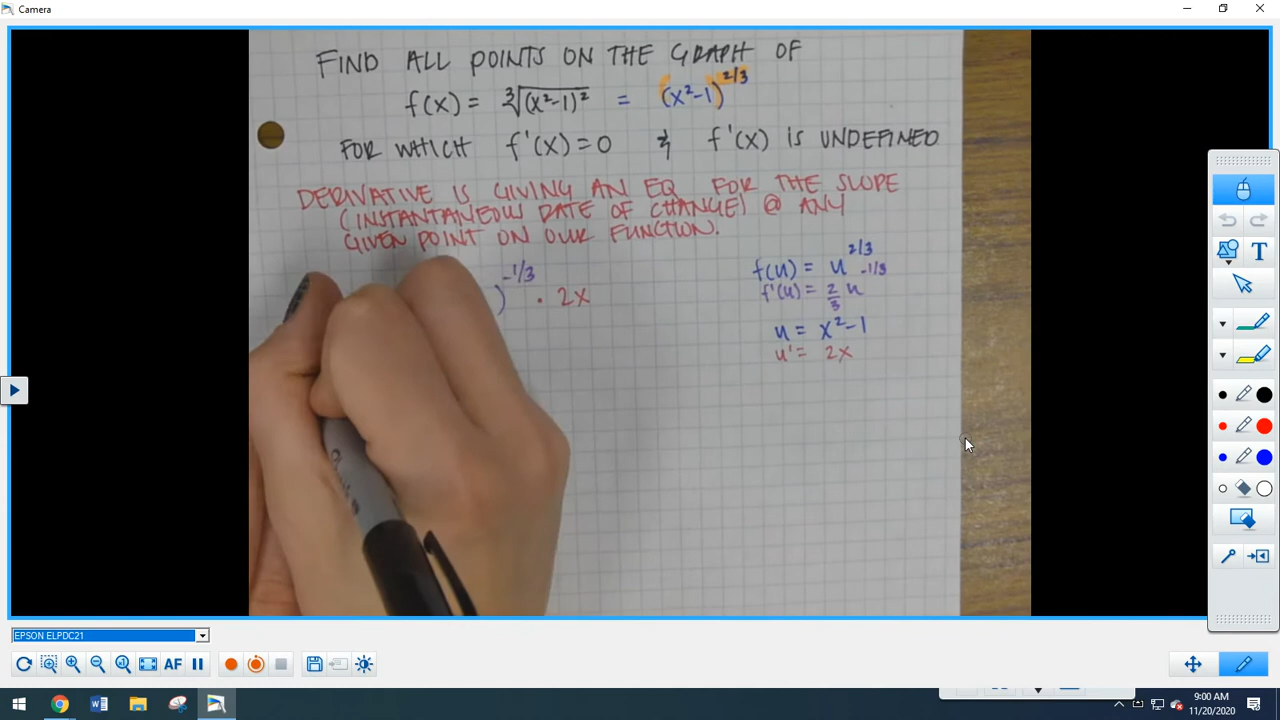 Camera
FIND ALL POINTS ON THE GRAPH OF
f(x) = ∛(x²-1)² = (x²-1)^2/3
FOR WHICH f'(x)=0 & f'(x) IS UNDEFINED
DERIVATIVE IS GIVING AN EQ FOR THE SLOPE
(INSTANTANEOUS RATE OF CHANGE) @ ANY
GIVEN POINT ON OUR FUNCTION.
)^-1/3 · 2x
f(u) = u^2/3
f'(u) = 2/3 u^-1/3
u = x²-1
u' = 2x
T
EPSON ELPDC21
AF
9:00 AM
11/20/2020